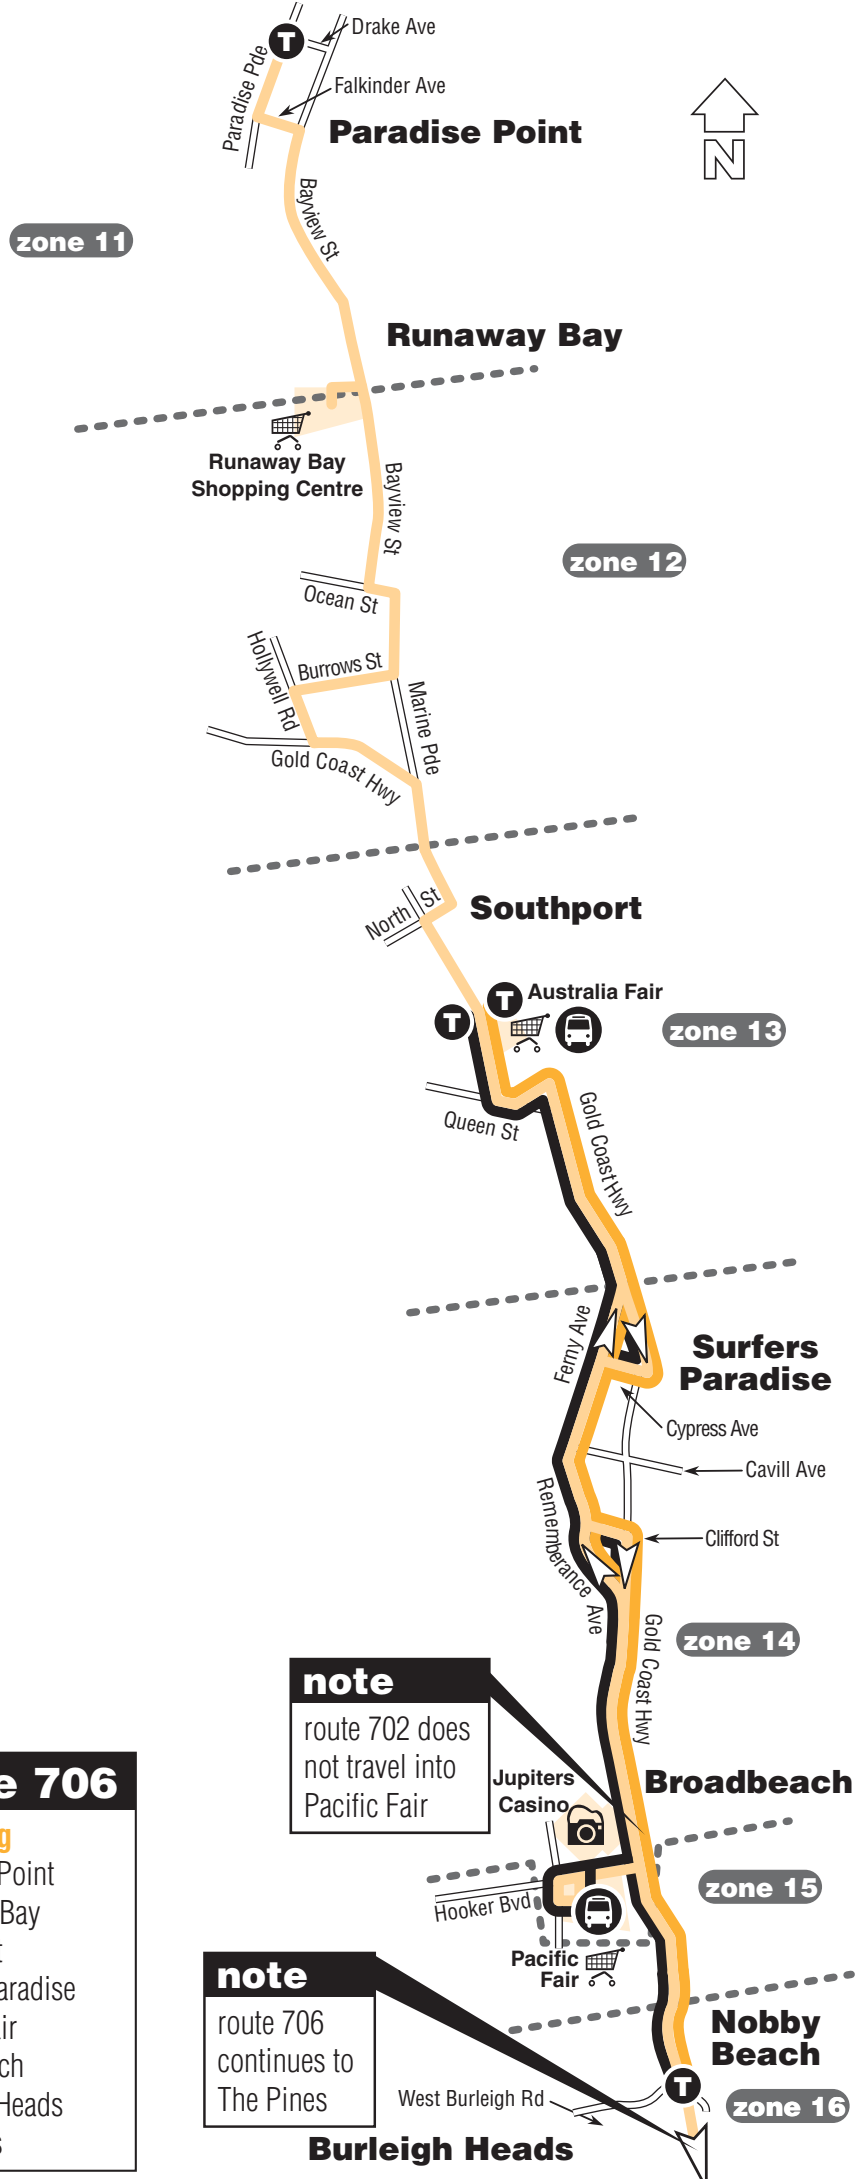 T
Drake Ave
Paradise Pde
Falkinder Ave
Paradise Point
N
Bayview St
zone 11
Runaway Bay
Runaway Bay
Shopping Centre
Bayview St
zone 12
Ocean St
Hollywell Rd
Burrows St
Marine Pde
Gold Coast Hwy
North St
Southport
T
T
Australia Fair
zone 13
Queen St
Gold Coast Hwy
Ferny Ave
Surfers
Paradise
Cypress Ave
Cavill Ave
Rememberance Ave
Clifford St
Gold Coast Hwy
zone 14
note
route 702 does
not travel into
Pacific Fair
Jupiters
Casino
Broadbeach
e 706
g
Point
Bay
t
aradise
ir
ch
Heads
s
zone 15
Hooker Bvd
Pacific
Fair
note
route 706
continues to
The Pines
Nobby
Beach
T
West Burleigh Rd
zone 16
Burleigh Heads